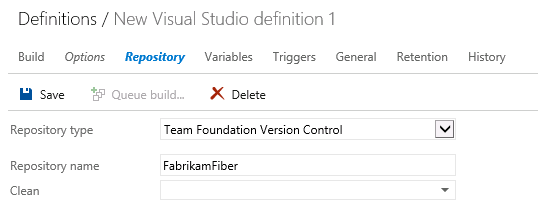 Definitions / New Visual Studio definition 1
Build Options Repository Variables Triggers General Retention History
Save Queue build... Delete
Repository type Team Foundation Version Control
Repository name FabrikamFiber
Clean